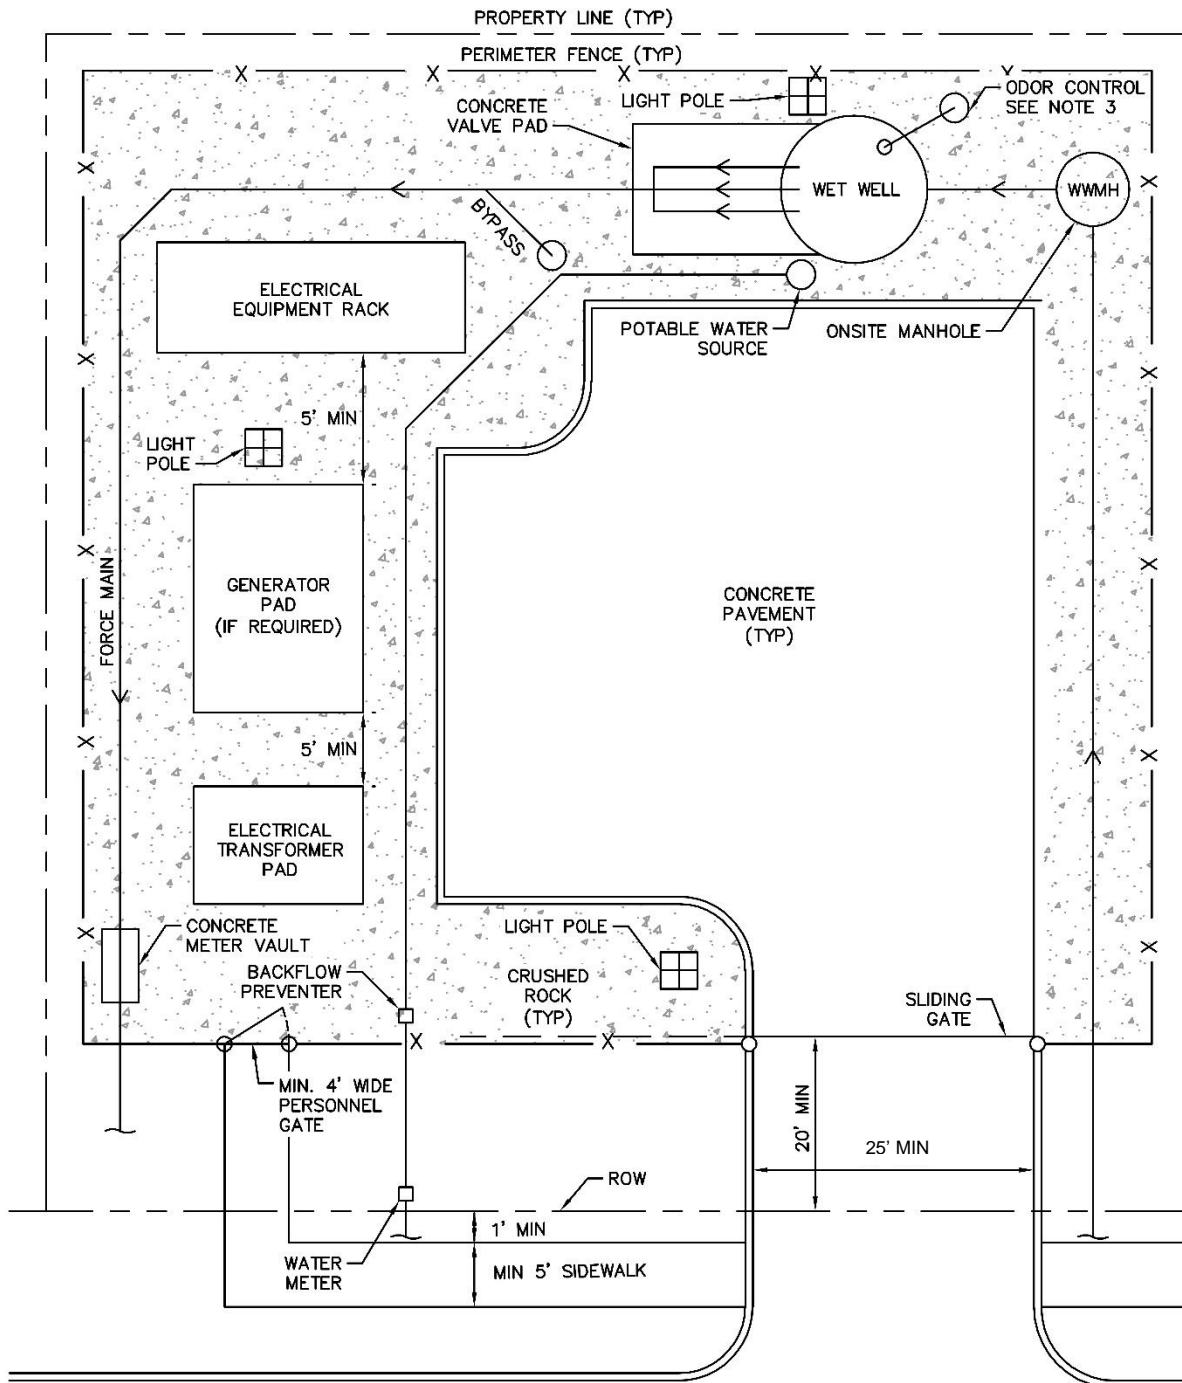 PROPERTY LINE (TYP)
PERIMETER FENCE (TYP)
CONCRETE
VALVE PAD
LIGHT POLE
ODOR CONTROL
SEE NOTE 3
WET WELL
WWMH
BYPASS
ELECTRICAL
EQUIPMENT RACK
POTABLE WATER
SOURCE
ONSITE MANHOLE
5' MIN
LIGHT
POLE
FORCE MAIN
GENERATOR
PAD
(IF REQUIRED)
CONCRETE
PAVEMENT
(TYP)
5' MIN
ELECTRICAL
TRANSFORMER
PAD
CONCRETE
METER VAULT
LIGHT POLE
BACKFLOW
PREVENTER
CRUSHED
ROCK
(TYP)
SLIDING
GATE
MIN. 4' WIDE
PERSONNEL
GATE
20' MIN
25' MIN
ROW
1' MIN
WATER
METER
MIN 5' SIDEWALK